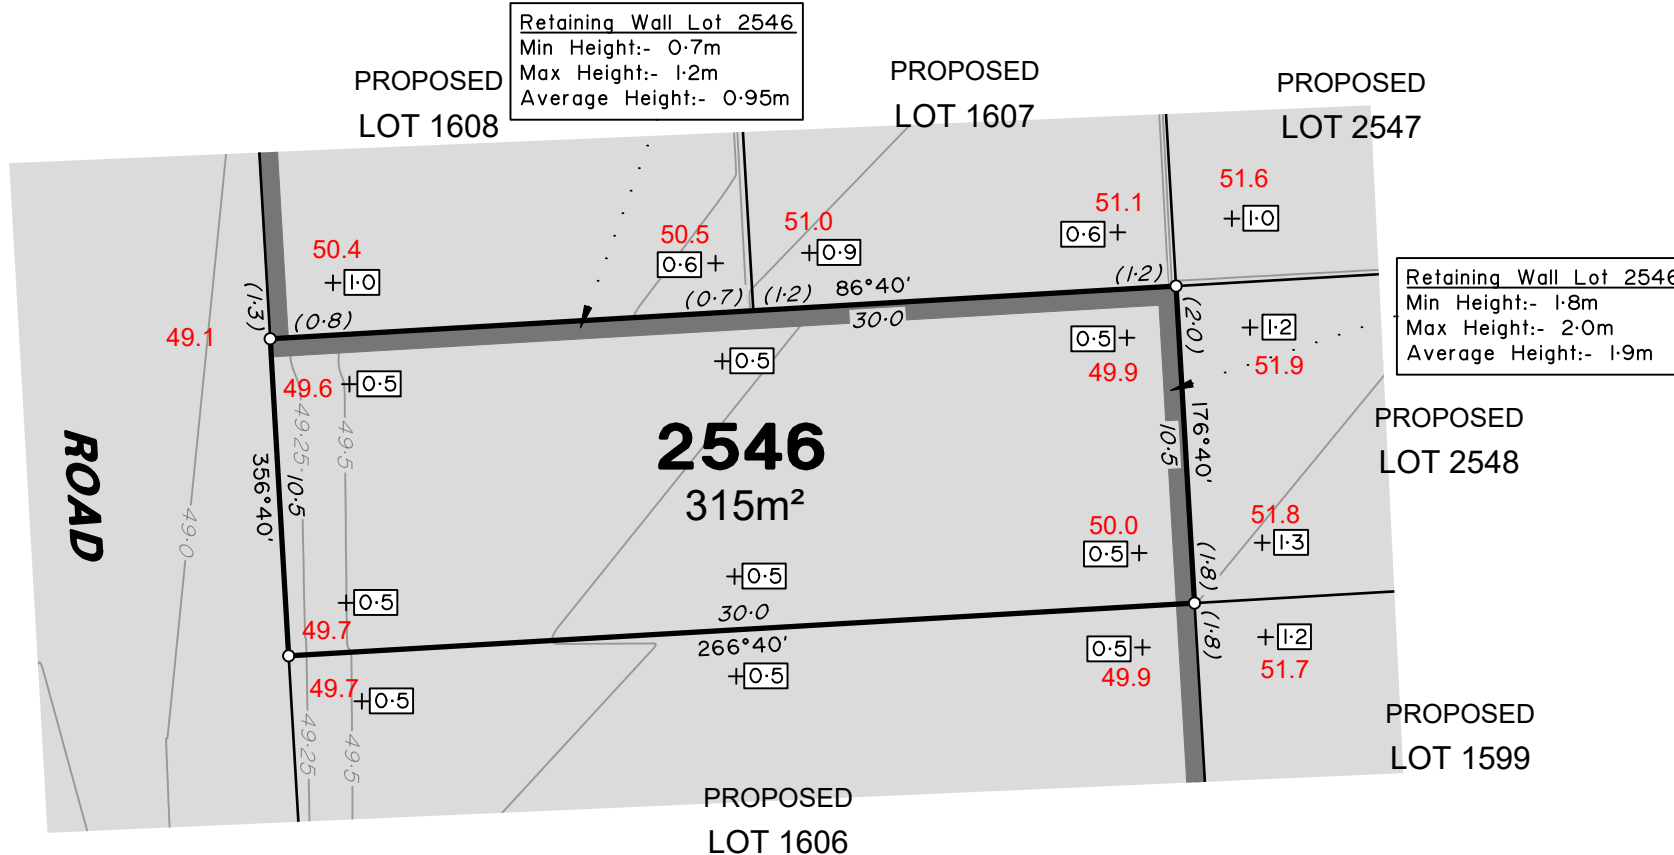 Retaining Wall Lot 2546
Min Height:- 0·7m
Max Height:- 1·2m
Average Height:- 0·95m
PROPOSED
LOT 1608
PROPOSED
LOT 1607
PROPOSED
LOT 2547
51.6
1·0
51.1
0·6
51.0
0·9
50.5
0·6
50.4
1·0
(1·3)
(0·8)
(0·7)
(1·2)
86°40'
(1·2)
30·0
49.1
49.6
0·5
0·5
0·5
49.9
(2·0)
1·2
51.9
Retaining Wall Lot 2546
Min Height:- 1·8m
Max Height:- 2·0m
Average Height:- 1·9m
PROPOSED
LOT 2548
176°40'
10·5
ROAD
49·0
356°40'
10·5
49·25
49·5
2546
315m²
50.0
0·5
51.8
1·3
(1·8)
0·5
0·5
49.7
30·0
266°40'
(1·8)
1·2
51.7
0·5
49.9
0·5
49.7
0·5
49·25
49·5
PROPOSED
LOT 1599
PROPOSED
LOT 1606